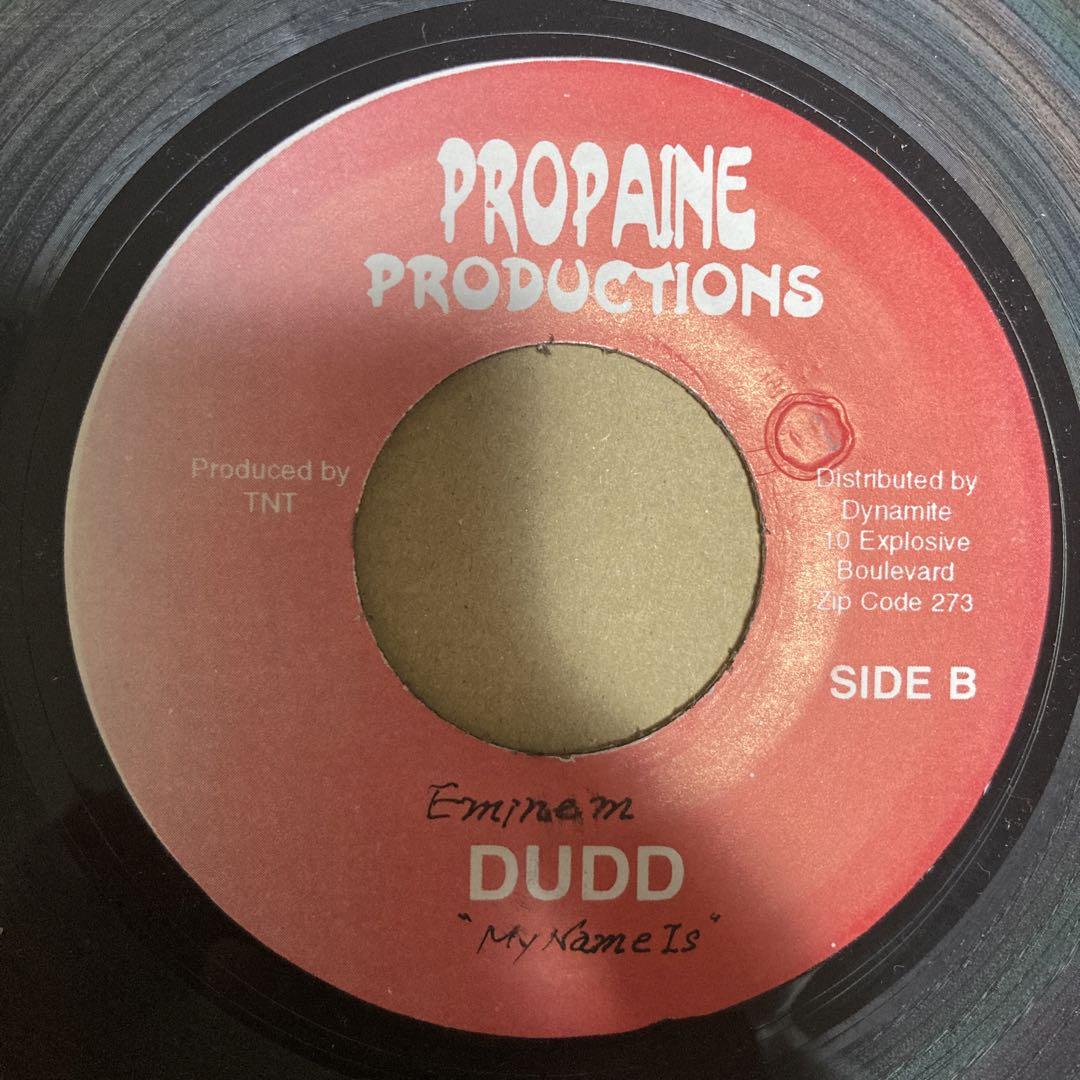 PROPAINE
PRODUCTIONS
Produced by
TNT
Distributed by
Dynamite
10 Explosive
Boulevard
Zip Code 273
SIDE B
Eminem
DUDD
"My Name Is"